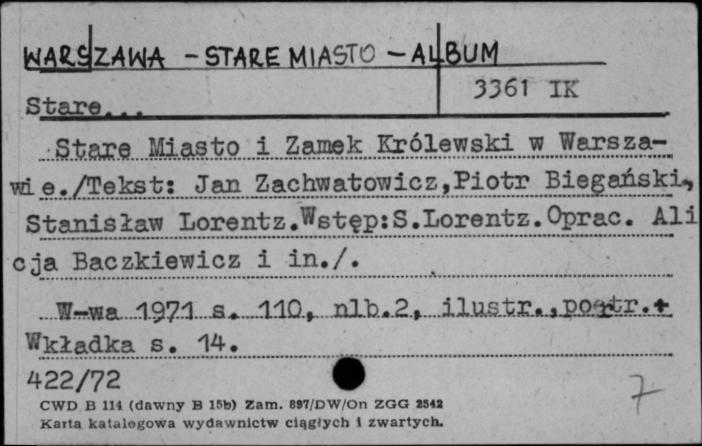 WARSZAWA - STARE MIASTO - ALBUM
3361 IK
Stare...
Stare Miasto i Zamek Królewski w Warsza-
wie./Tekst: Jan Zachwatowicz,Piotr Biegański,
Stanisław Lorentz.Wstęp:S.Lorentz.Oprac. Ali
cja Baczkiewicz i in./.
W-wa 1971 s. 110, nlb.2, ilustr.,portr.+
Wkładka s. 14.
422/72
7
CWD B 114 (dawny B 15b) Zam. 897/DW/On ZGG 2542
Karta katalogowa wydawnictw ciągłych i zwartych.